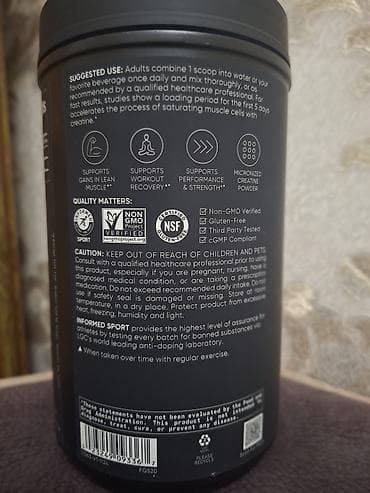 SUGGESTED USE: Adults combine 1 scoop into water or your
favorite beverage once daily and mix thoroughly, or as
recommended by a qualified healthcare professional. For
fast results, studies show a loading period for the first 5 days
accelerates the process of saturating muscle cells with
creatine.*
SUPPORTS
GAINS IN LEAN
MUSCLE▲*
SUPPORTS
WORKOUT
RECOVERY▲*
SUPPORTS
PERFORMANCE
& STRENGTH▲*
MICRONIZED
CREATINE
POWDER
QUALITY MATTERS:
SPORT
NON
GMO
Project
VERIFIED
nongmoproject.org
CERTIFIED
NSF
GLUTEN-FREE
Non-GMO Verified
Gluten-Free
Third Party Tested
cGMP Compliant
CAUTION: KEEP OUT OF REACH OF CHILDREN AND PETS.
Consult with a qualified healthcare professional prior to using
this product, especially if you are pregnant, nursing, have a
diagnosed medical condition, or are taking a prescription
medication. Do not exceed recommended daily intake. Do not
use if safety seal is damaged or missing. Store at room
temperature, in a dry place. Protect product from excessive
heat, freezing, humidity and light.
INFORMED SPORT provides the highest level of assurance for
athletes by testing every batch for banned substances via
LGC's world leading anti-doping laboratory.
▲ When taken over time with regular exercise.
*These statements have not been evaluated by the Food and
Drug Administration. This product is not intended to
diagnose, treat, cure, or prevent any disease.
PLEASE
RECYCLE
FG520